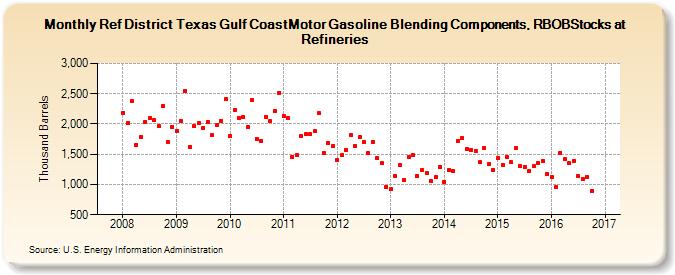 Monthly Ref District Texas Gulf CoastMotor Gasoline Blending Components, RBOBStocks at
Refineries
Thousand Barrels
3,000
2,500
2,000
1,500
1,000
500
2008 2009 2010 2011 2012 2013 2014 2015 2016 2017
Source: U.S. Energy Information Administration